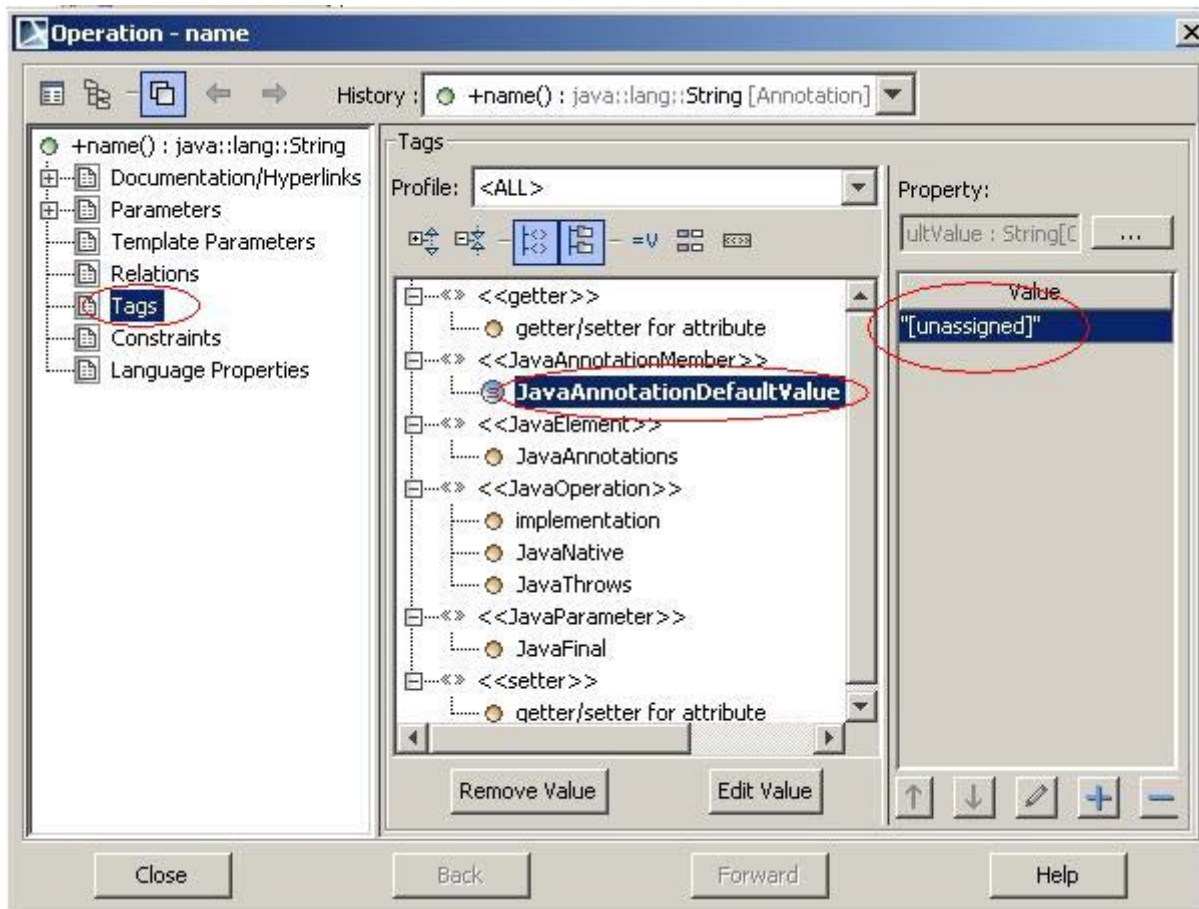 Operation - name
History : +name() : java::lang::String [Annotation]
+name() : java::lang::String
Documentation/Hyperlinks
Parameters
Template Parameters
Relations
Tags
Constraints
Language Properties
Tags
Profile: <ALL>
<<getter>>
getter/setter for attribute
<<JavaAnnotationMember>>
JavaAnnotationDefaultValue
<<JavaElement>>
JavaAnnotations
<<JavaOperation>>
implementation
JavaNative
JavaThrows
<<JavaParameter>>
JavaFinal
<<setter>>
getter/setter for attribute
Remove Value Edit Value
Property:
ultValue : String[0 ...
Value
"[unassigned]"
Close Back Forward Help